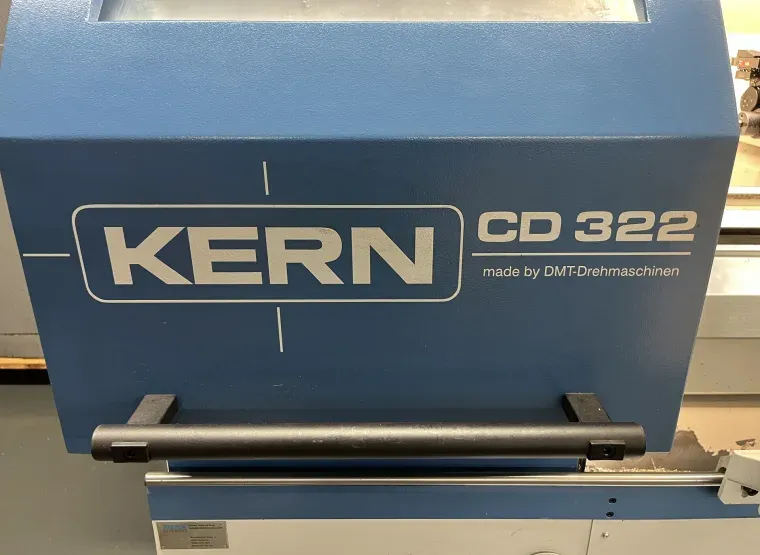 KERN
CD 322
made by DMT-Drehmaschinen